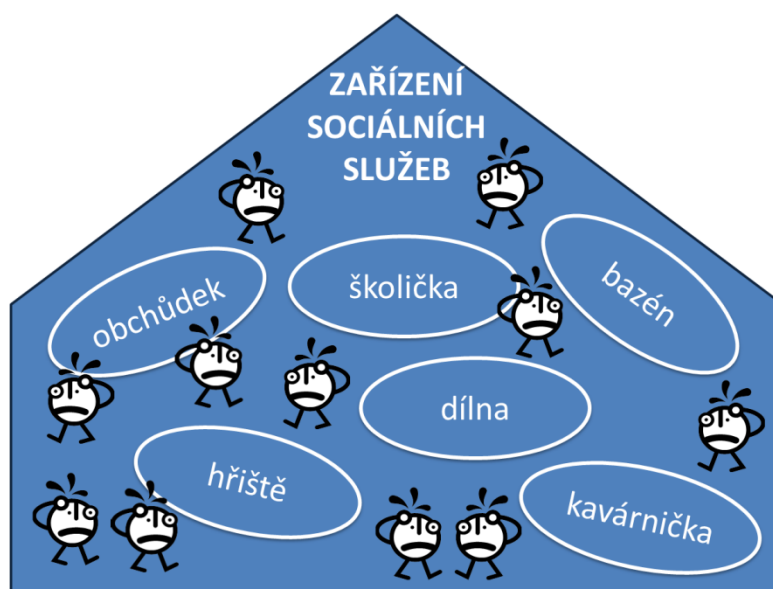 ZAŘÍZENÍ
SOCIÁLNÍCH
SLUŽEB
obchůdek
školička
bazén
dílna
hřiště
kavárnička